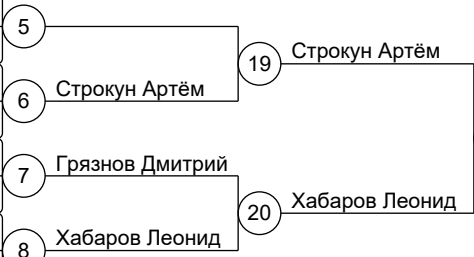 5
19
Строкун Артём
6
Строкун Артём
7
Грязнов Дмитрий
20
Хабаров Леонид
8
Хабаров Леонид